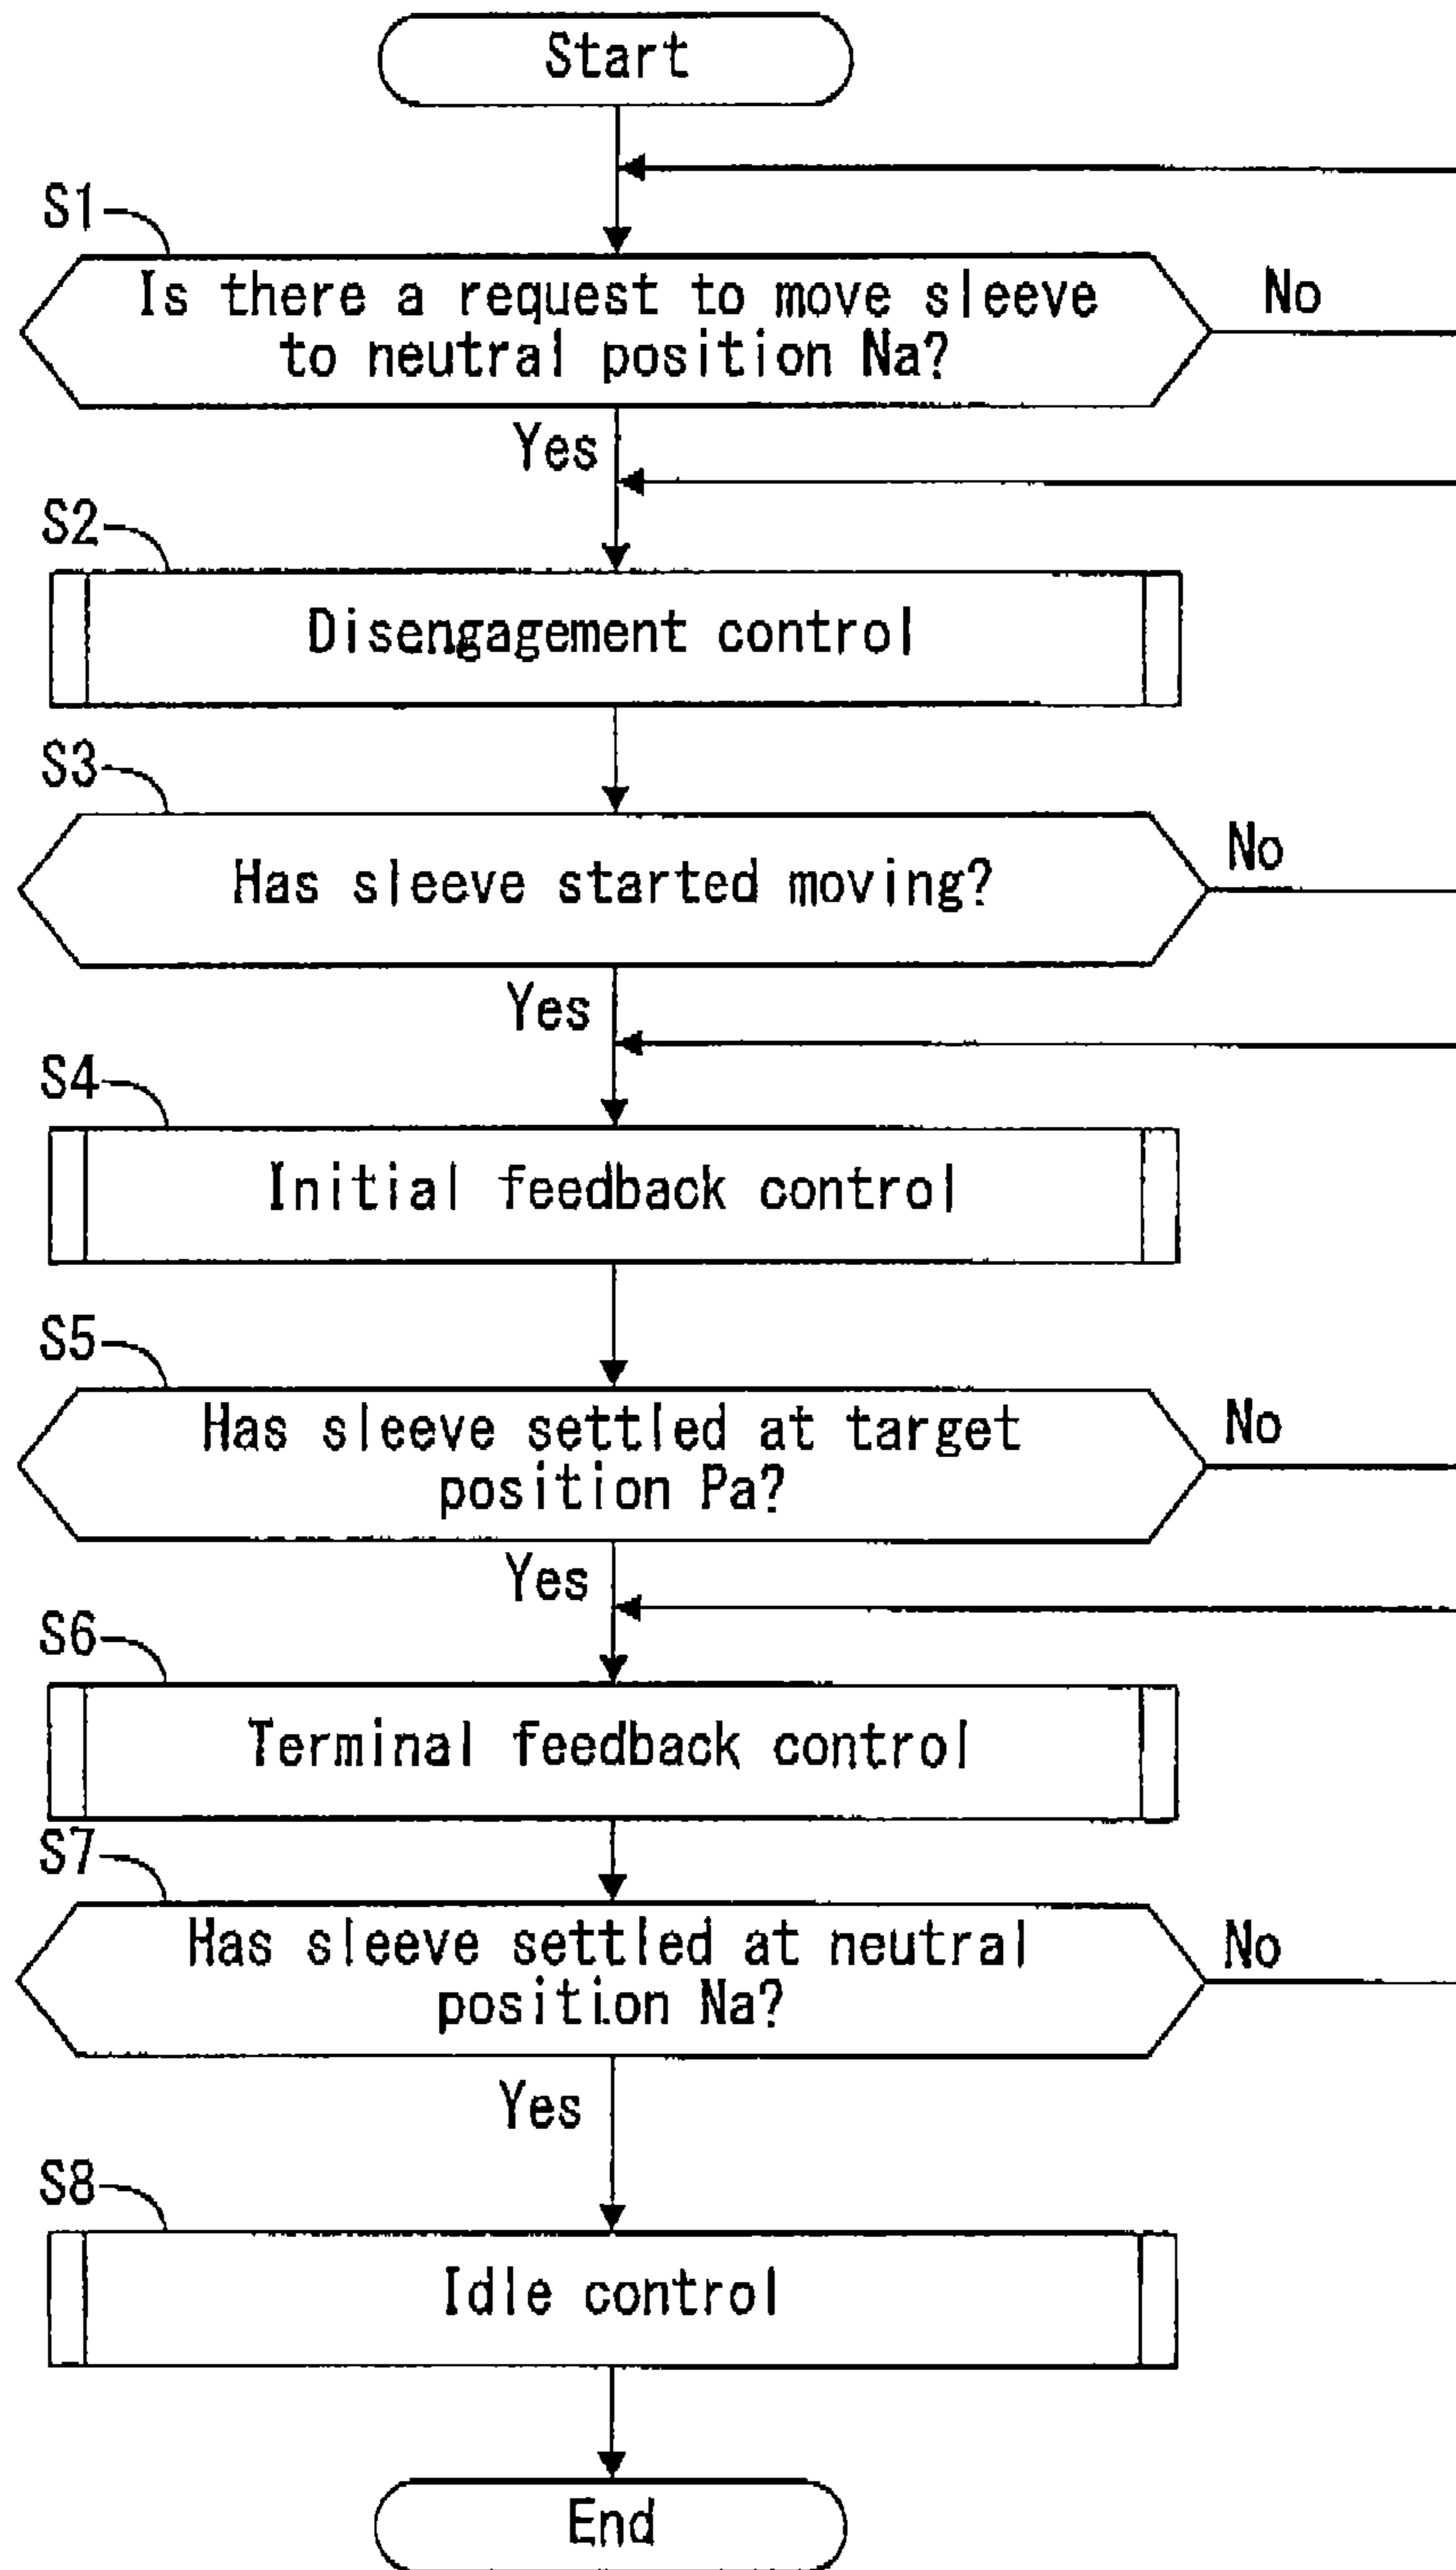 Start
S1
Is there a request to move sleeve
to neutral position Na?
No
Yes
S2
Disengagement control
S3
Has sleeve started moving?
No
Yes
S4
Initial feedback control
S5
Has sleeve settled at target
position Pa?
No
Yes
S6
Terminal feedback control
S7
Has sleeve settled at neutral
position Na?
No
Yes
S8
Idle control
End